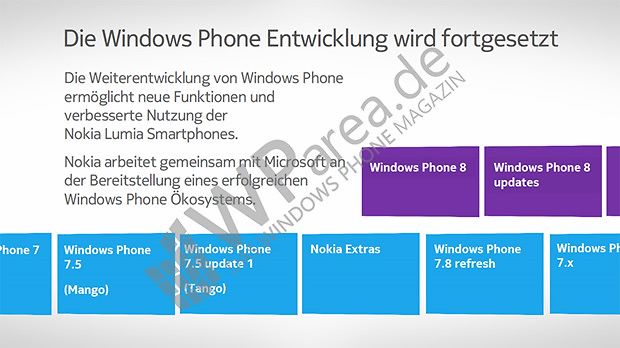 Die Windows Phone Entwicklung wird fortgesetzt
Die Weiterentwicklung von Windows Phone
ermöglicht neue Funktionen und
verbesserte Nutzung der
Nokia Lumia Smartphones.
Nokia arbeitet gemeinsam mit Microsoft an
der Bereitstellung eines erfolgreichen
Windows Phone Ökosystems.
WParea.de
WINDOWS PHONE MAGAZIN
Windows Phone 8
Windows Phone 8
updates
Phone 7
Windows Phone
7.5
(Mango)
Windows Phone
7.5 update 1
(Tango)
Nokia Extras
Windows Phone
7.8 refresh
Windows Ph
7.x